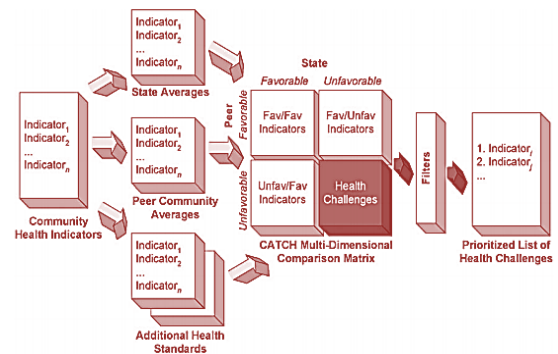 Indicator1
Indicator2
...
Indicatorn
Community
Health Indicators
Indicator1
Indicator2
...
Indicatorn
State Averages
Indicator1
Indicator2
...
Indicatorn
Peer Community
Averages
Indicator1
Indicator2
...
Indicatorn
Additional Health
Standards
State
Favorable Unfavorable
Peer
Favorable
Unfavorable
Fav/Fav
Indicators
Fav/Unfav
Indicators
Unfav/Fav
Indicators
Health
Challenges
CATCH Multi-Dimensional
Comparison Matrix
Filters
1. Indicatori
2. Indicatorj
...
Prioritized List of
Health Challenges